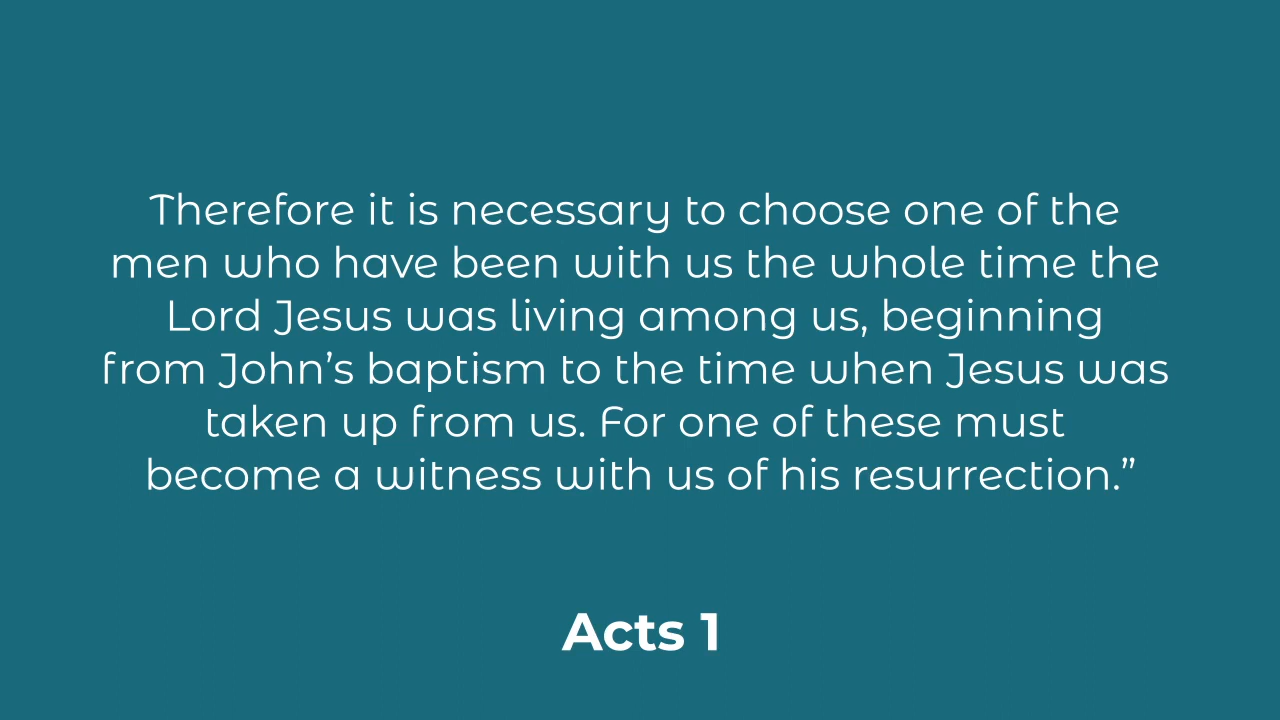 Therefore it is necessary to choose one of the
men who have been with us the whole time the
Lord Jesus was living among us, beginning
from John’s baptism to the time when Jesus was
taken up from us. For one of these must
become a witness with us of his resurrection.”
Acts 1